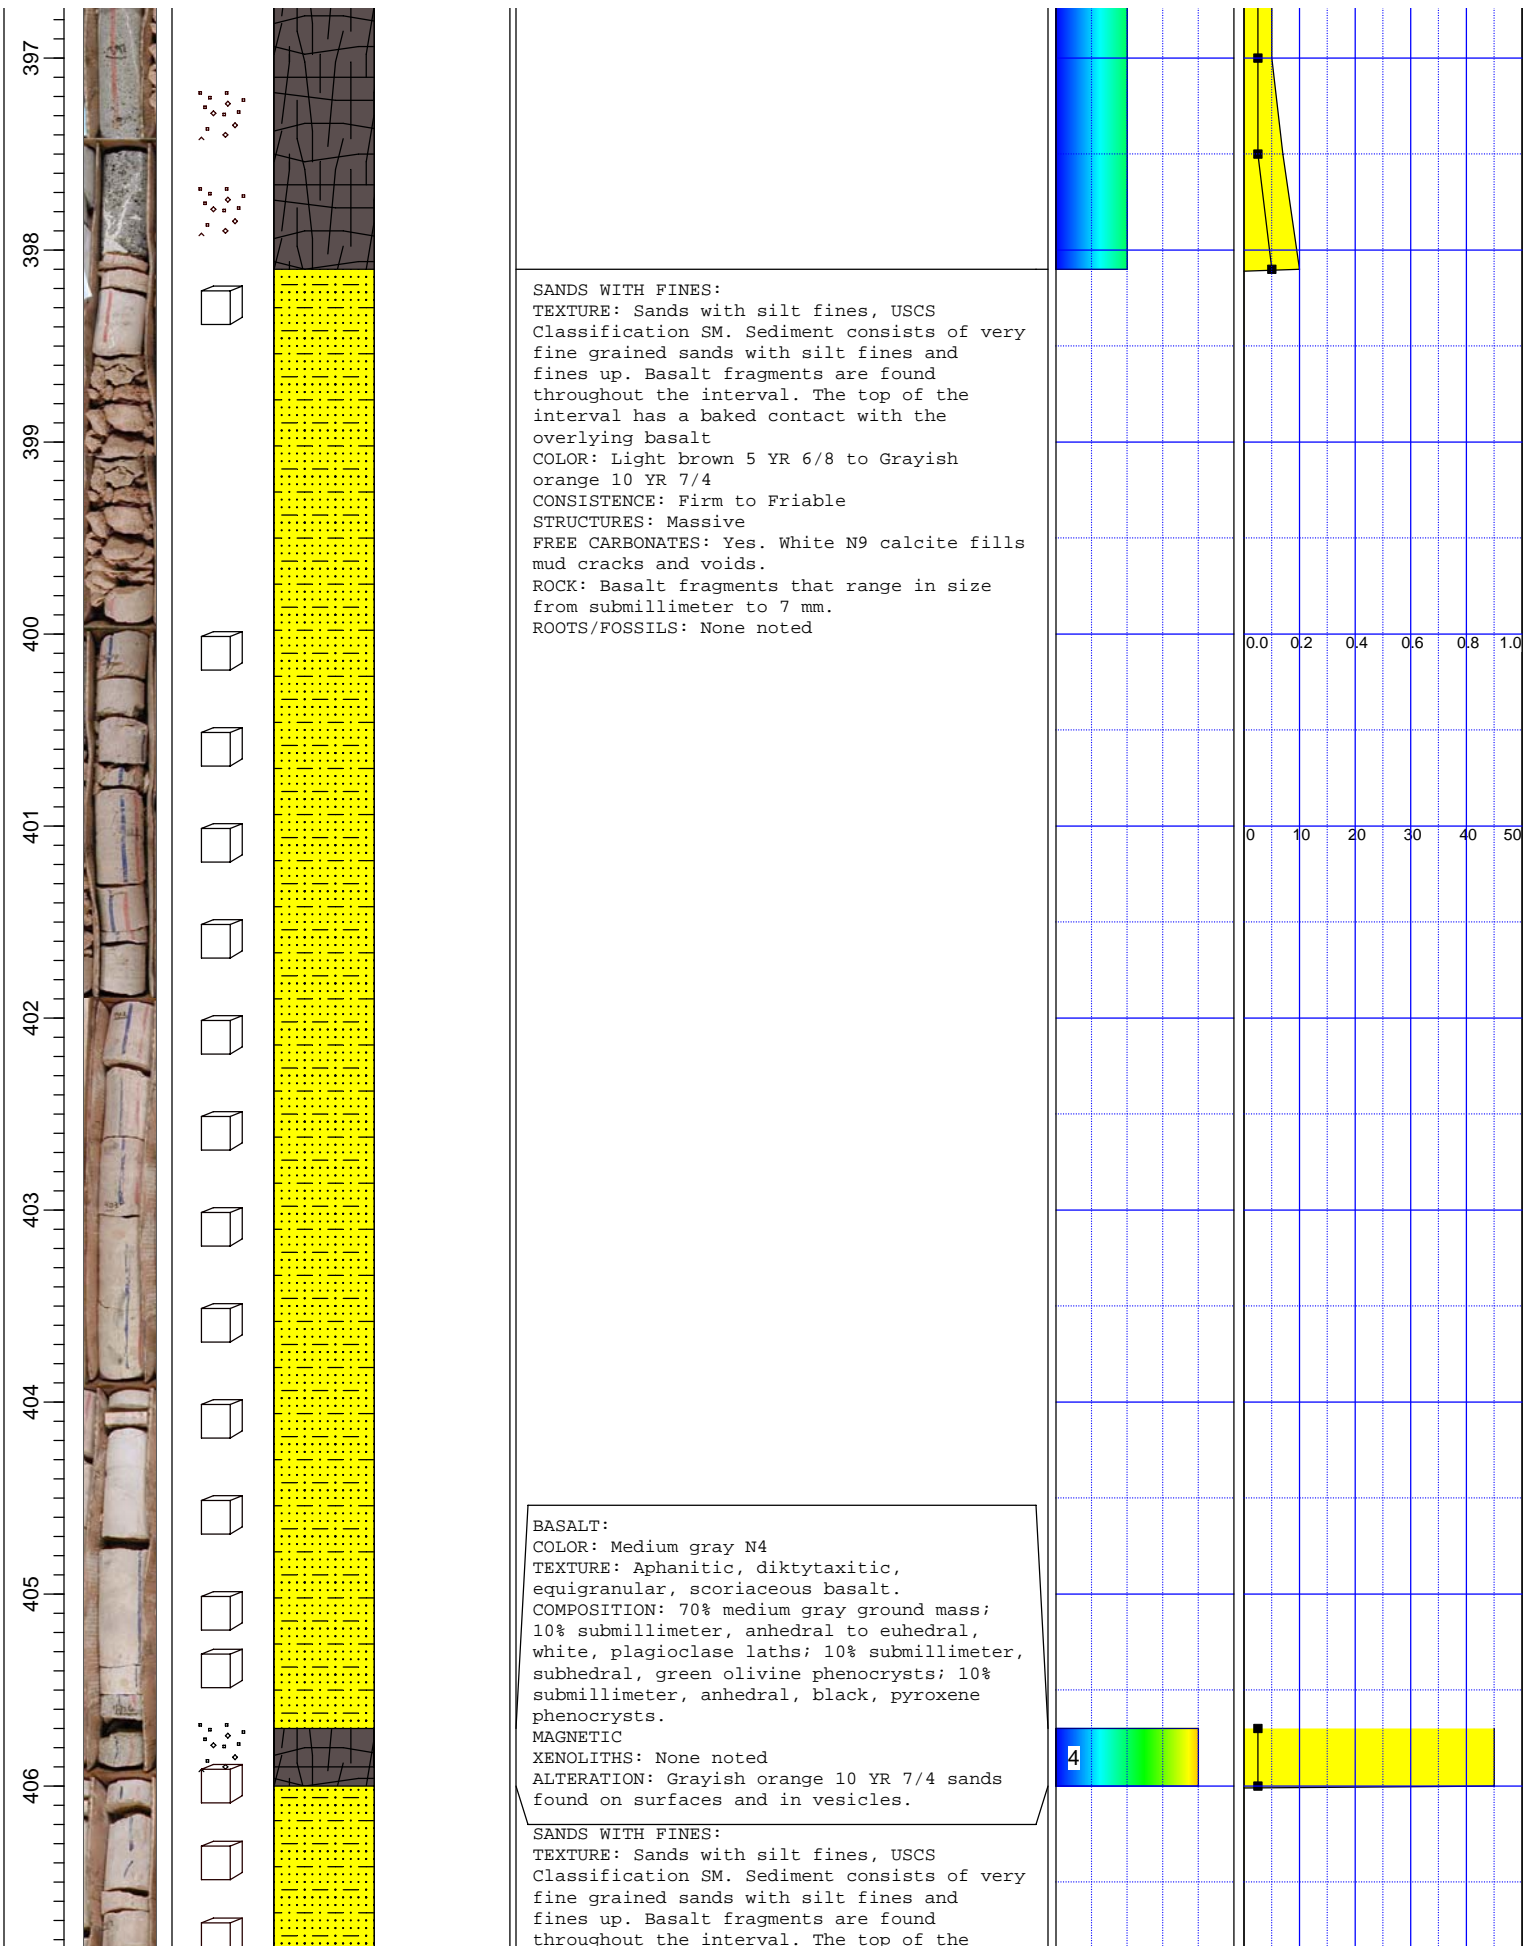 397
398
399
400
401
402
403
404
405
406
SANDS WITH FINES:
TEXTURE: Sands with silt fines, USCS
Classification SM. Sediment consists of very
fine grained sands with silt fines and
fines up. Basalt fragments are found
throughout the interval. The top of the
interval has a baked contact with the
overlying basalt
COLOR: Light brown 5 YR 6/8 to Grayish
orange 10 YR 7/4
CONSISTENCE: Firm to Friable
STRUCTURES: Massive
FREE CARBONATES: Yes. White N9 calcite fills
mud cracks and voids.
ROCK: Basalt fragments that range in size
from submillimeter to 7 mm.
ROOTS/FOSSILS: None noted
0.0 0.2 0.4 0.6 0.8 1.0
0 10 20 30 40 50
BASALT:
COLOR: Medium gray N4
TEXTURE: Aphanitic, diktytaxitic,
equigranular, scoriaceous basalt.
COMPOSITION: 70% medium gray ground mass;
10% submillimeter, anhedral to euhedral,
white, plagioclase laths; 10% submillimeter,
subhedral, green olivine phenocrysts; 10%
submillimeter, anhedral, black, pyroxene
phenocrysts.
MAGNETIC
XENOLITHS: None noted
ALTERATION: Grayish orange 10 YR 7/4 sands
found on surfaces and in vesicles.
4
SANDS WITH FINES:
TEXTURE: Sands with silt fines, USCS
Classification SM. Sediment consists of very
fine grained sands with silt fines and
fines up. Basalt fragments are found
throughout the interval. The top of the